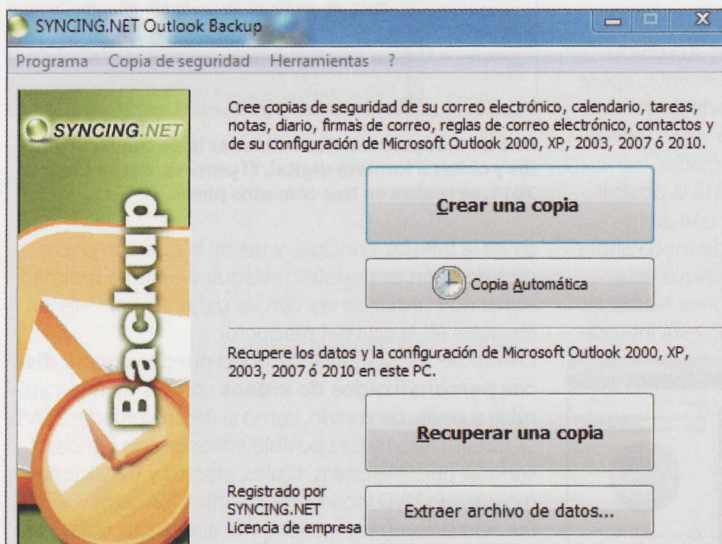 SYNCING.NET Outlook Backup
Programa Copia de seguridad Herramientas ?
SYNCING.NET
Backup
Cree copias de seguridad de su correo electrónico, calendario, tareas,
notas, diario, firmas de correo, reglas de correo electrónico, contactos y
de su configuración de Microsoft Outlook 2000, XP, 2003, 2007 ó 2010.
Crear una copia
Copia Automática
Recupere los datos y la configuración de Microsoft Outlook 2000, XP,
2003, 2007 ó 2010 en este PC.
Recuperar una copia
Registrado por
SYNCING.NET
Licencia de empresa
Extraer archivo de datos...